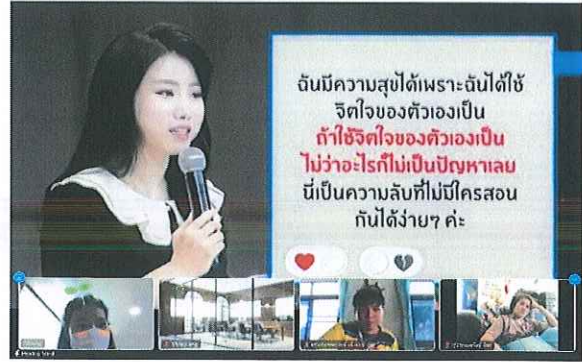 ฉันมีความสุขได้เพราะฉันได้ใช้
จิตใจของตัวเองเป็น
ถ้าใช้จิตใจของตัวเองเป็น
ไม่ว่าอะไรก็ไม่เป็นปัญหาเลย
นี่เป็นความลับที่ไม่มีใครสอน
กันได้ง่ายๆ ค่ะ